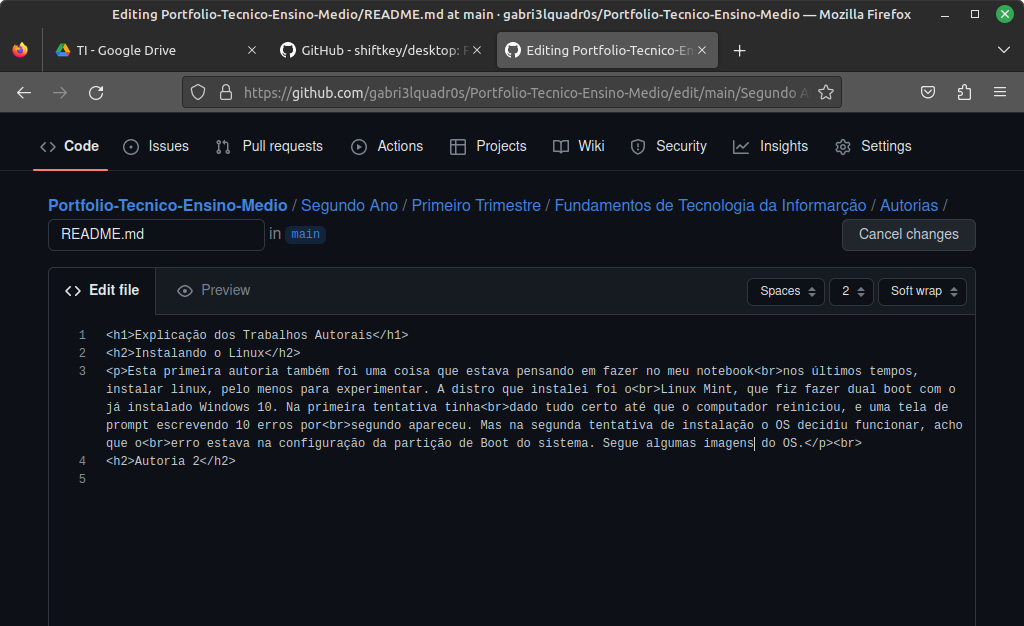 Editing Portfolio-Tecnico-Ensino-Medio/README.md at main · gabri3lquadr0s/Portfolio-Tecnico-Ensino-Medio — Mozilla Firefox
TI - Google Drive
GitHub - shiftkey/desktop: F
Editing Portfolio-Tecnico-En
https://github.com/gabri3lquadr0s/Portfolio-Tecnico-Ensino-Medio/edit/main/Segundo A
Code Issues Pull requests Actions Projects Wiki Security Insights Settings
Portfolio-Tecnico-Ensino-Medio / Segundo Ano / Primeiro Trimestre / Fundamentos de Tecnologia da Informarção / Autorias /
README.md in main Cancel changes
Edit file Preview Spaces 2 Soft wrap
1 <h1>Explicação dos Trabalhos Autorais</h1>
2 <h2>Instalando o Linux</h2>
3 <p>Esta primeira autoria também foi uma coisa que estava pensando em fazer no meu notebook<br>nos últimos tempos,
instalar linux, pelo menos para experimentar. A distro que instalei foi o<br>Linux Mint, que fiz fazer dual boot com o
já instalado Windows 10. Na primeira tentativa tinha<br>dado tudo certo até que o computador reiniciou, e uma tela de
prompt escrevendo 10 erros por<br>segundo apareceu. Mas na segunda tentativa de instalação o OS decidiu funcionar, acho
que o<br>erro estava na configuração da partição de Boot do sistema. Segue algumas imagens do OS.</p><br>
4 <h2>Autoria 2</h2>
5